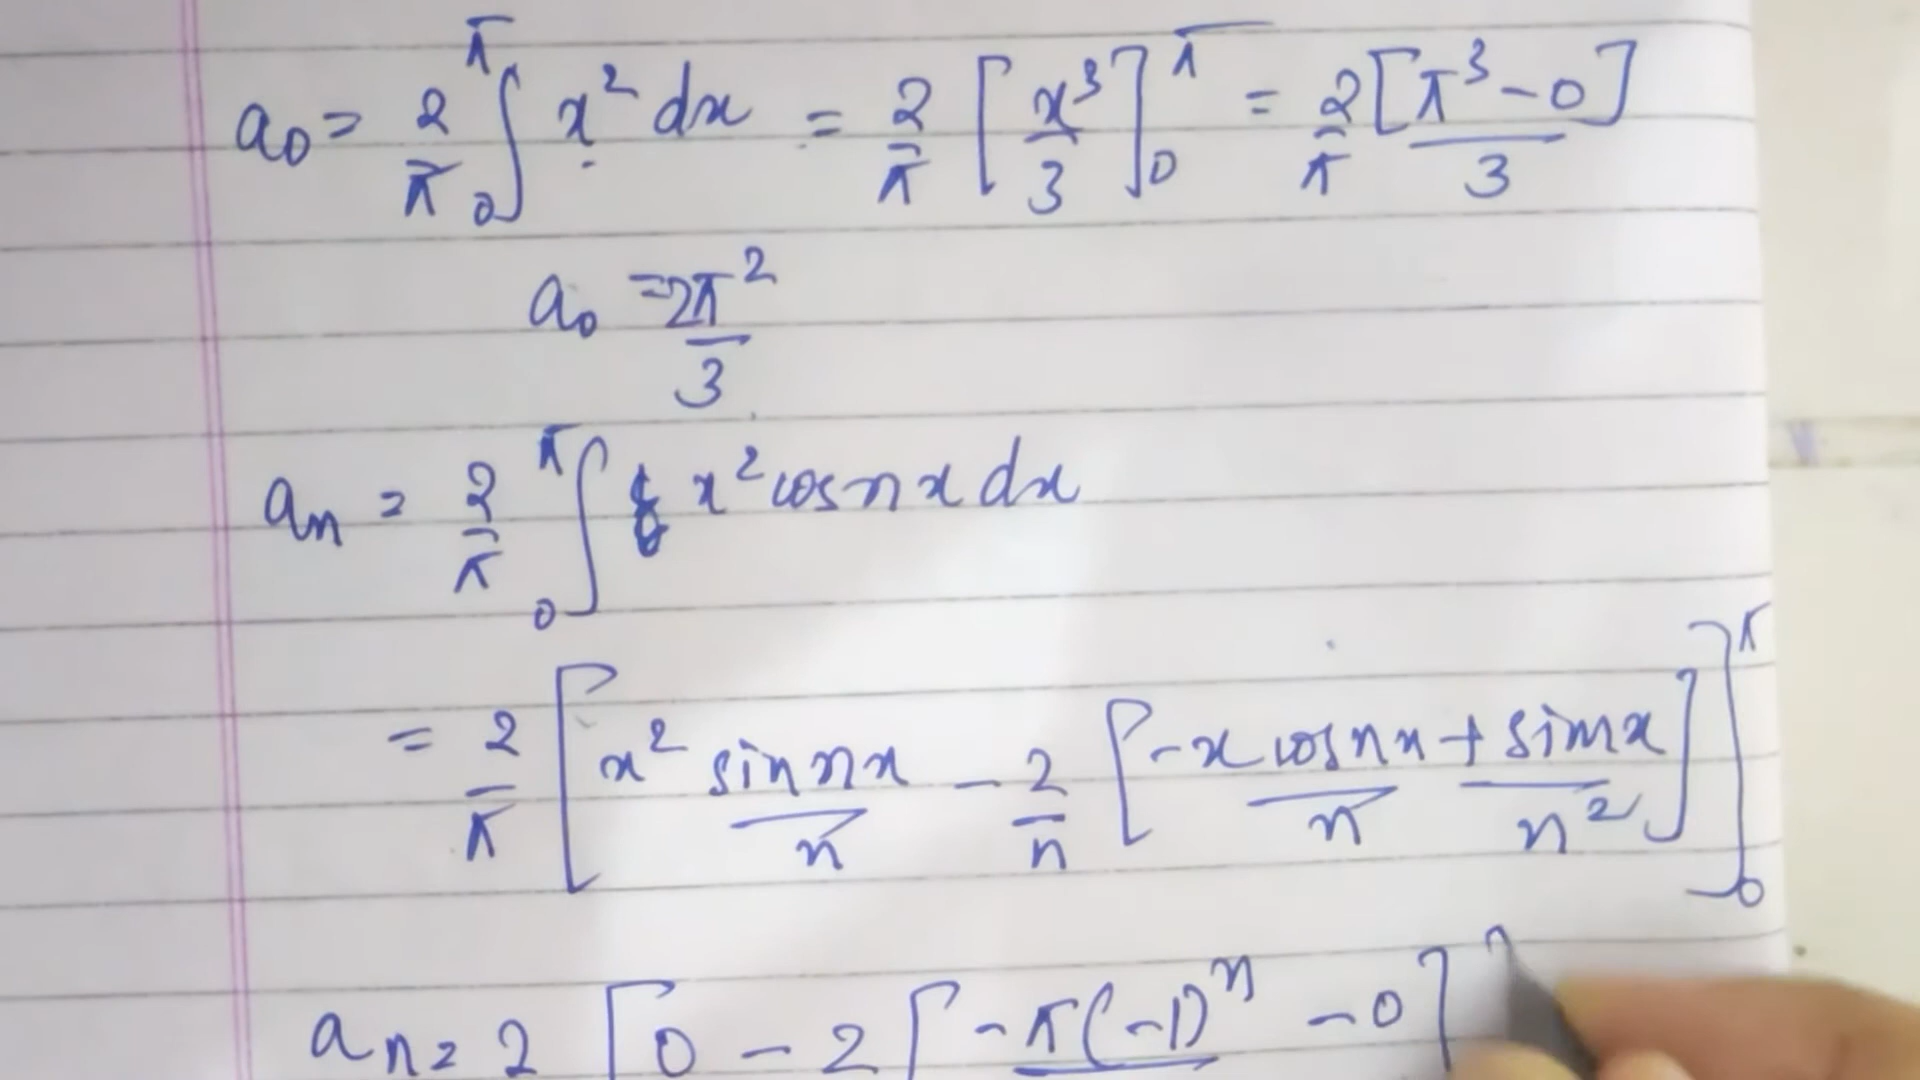 a₀ = 2/π ∫₀^π x² dx = 2/π [x³/3]₀^π = 2/π [π³ - 0]/3
a₀ = 2π²/3
aₙ = 2/π ∫₀^π x² cos nx dx
= 2/π [x² sin nx/n - 2/n [-x cos nx/n + sin nx/n²]]₀^π
aₙ = 2 [0 - 2 [-π(-1)ⁿ - 0]